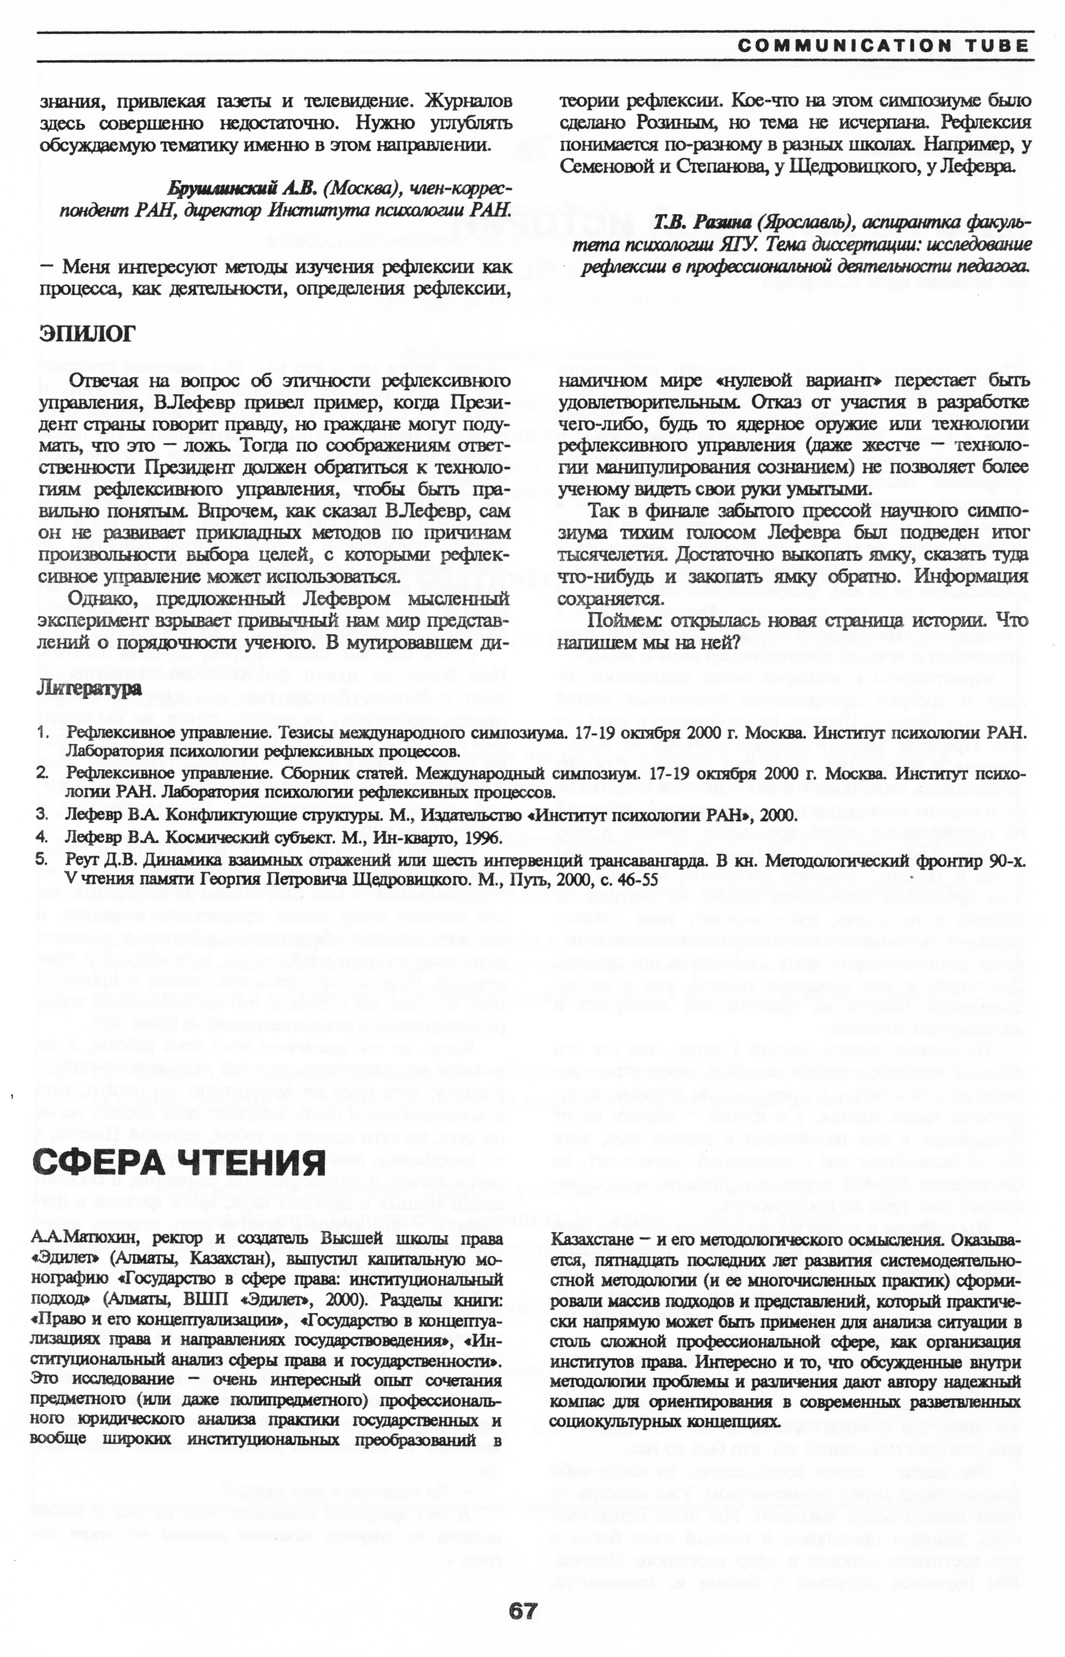 COMMUNICATION TUBE
знания, привлекая газеты и телевидение. Журналов
здесь совершенно недостаточно. Нужно углублять
обсуждаемую тематику именно в этом направлении.
Брушлинский А.В. (Москва), член-коррес-
пондент РАН, директор Института психологии РАН.
— Меня интересуют методы изучения рефлексии как
процесса, как деятельности, определения рефлексии,
теории рефлексии. Кое-что на этом симпозиуме было
сделано Розиным, но тема не исчерпана. Рефлексия
понимается по-разному в разных школах. Например, у
Семеновой и Степанова, у Щедровицкого, у Лефевра.
Т.В. Разина (Ярославль), аспирантка факуль-
тета психологии ЯГУ. Тема диссертации: исследование
рефлексии в профессиональной деятельности педагога.
ЭПИЛОГ
Отвечая на вопрос об этичности рефлексивного
управления, В.Лефевр привел пример, когда Прези-
дент страны говорит правду, но граждане могут поду-
мать, что это — ложь. Тогда по соображениям ответ-
ственности Президент должен обратиться к техноло-
гиям рефлексивного управления, чтобы быть пра-
вильно понятым. Впрочем, как сказал В.Лефевр, сам
он не развивает прикладных методов по причинам
произвольности выбора целей, с которыми рефлек-
сивное управление может использоваться.
Однако, предложенный Лефевром мысленный
эксперимент взрывает привычный нам мир представ-
лений о порядочности ученого. В мутировавшем ди-
намичном мире «нулевой вариант» перестает быть
удовлетворительным. Отказ от участия в разработке
чего-либо, будь то ядерное оружие или технологии
рефлексивного управления (даже жестче — техноло-
гии манипулирования сознанием) не позволяет более
ученому видеть свои руки умытыми.
Так в финале забытого прессой научного симпо-
зиума тихим голосом Лефевра был подведен итог
тысячелетия. Достаточно выкопать ямку, сказать туда
что-нибудь и закопать ямку обратно. Информация
сохраняется.
Поймем: открылась новая страница истории. Что
напишем мы на ней?
Литература
1. Рефлексивное управление. Тезисы международного симпозиума. 17-19 октября 2000 г. Москва. Институт психологии РАН.
Лаборатория психологии рефлексивных процессов.
2. Рефлексивное управление. Сборник статей. Международный симпозиум. 17-19 октября 2000 г. Москва. Институт психо-
логии РАН. Лаборатория психологии рефлексивных процессов.
3. Лефевр В.А. Конфликтующие структуры. М., Издательство «Институт психологии РАН», 2000.
4. Лефевр В.А. Космический субъект. М., Ин-кварто, 1996.
5. Реут Д.В. Динамика взаимных отражений или шесть интервенций трансавангарда. В кн. Методологический фронтир 90-х.
V чтения памяти Георгия Петровича Щедровицкого. М., Путь, 2000, с. 46-55
СФЕРА ЧТЕНИЯ
А.А.Матюхин, ректор и создатель Высшей школы права
«Эдилет» (Алматы, Казахстан), выпустил капитальную мо-
нографию «Государство в сфере права: институциональный
подход» (Алматы, ВШП «Эдилет», 2000). Разделы книги:
«Право и его концептуализации», «Государство в концептуа-
лизациях права и направлениях государствоведения», «Ин-
ституциональный анализ сферы права и государственности».
Это исследование — очень интересный опыт сочетания
предметного (или даже полипредметного) профессиональ-
ного юридического анализа практики государственных и
вообще широких институциональных преобразований в
Казахстане — и его методологического осмысления. Оказыва-
ется, пятнадцать последних лет развития системодеятельно-
стной методологии (и ее многочисленных практик) сформи-
ровали массив подходов и представлений, который практиче-
ски напрямую может быть применен для анализа ситуации в
столь сложной профессиональной сфере, как организация
институтов права. Интересно и то, что обсужденные внутри
методологии проблемы и различения дают автору надежный
компас для ориентирования в современных разветвленных
социокультурных концепциях.
67